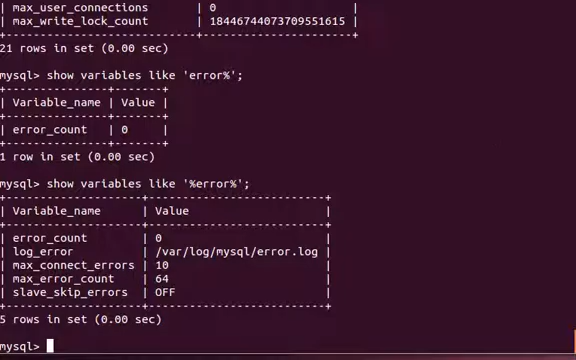 | max_user_connections | 0 |
| max_write_lock_count | 18446744073709551615 |
+----------------------------+----------------------+
21 rows in set (0.00 sec)
mysql> show variables like 'error%';
+---------------+-------+
| Variable_name | Value |
+---------------+-------+
| error_count | 0 |
+---------------+-------+
1 row in set (0.00 sec)
mysql> show variables like '%error%';
+--------------------+--------------------------+
| Variable_name | Value |
+--------------------+--------------------------+
| error_count | 0 |
| log_error | /var/log/mysql/error.log |
| max_connect_errors | 10 |
| max_error_count | 64 |
| slave_skip_errors | OFF |
+--------------------+--------------------------+
5 rows in set (0.00 sec)
mysql>